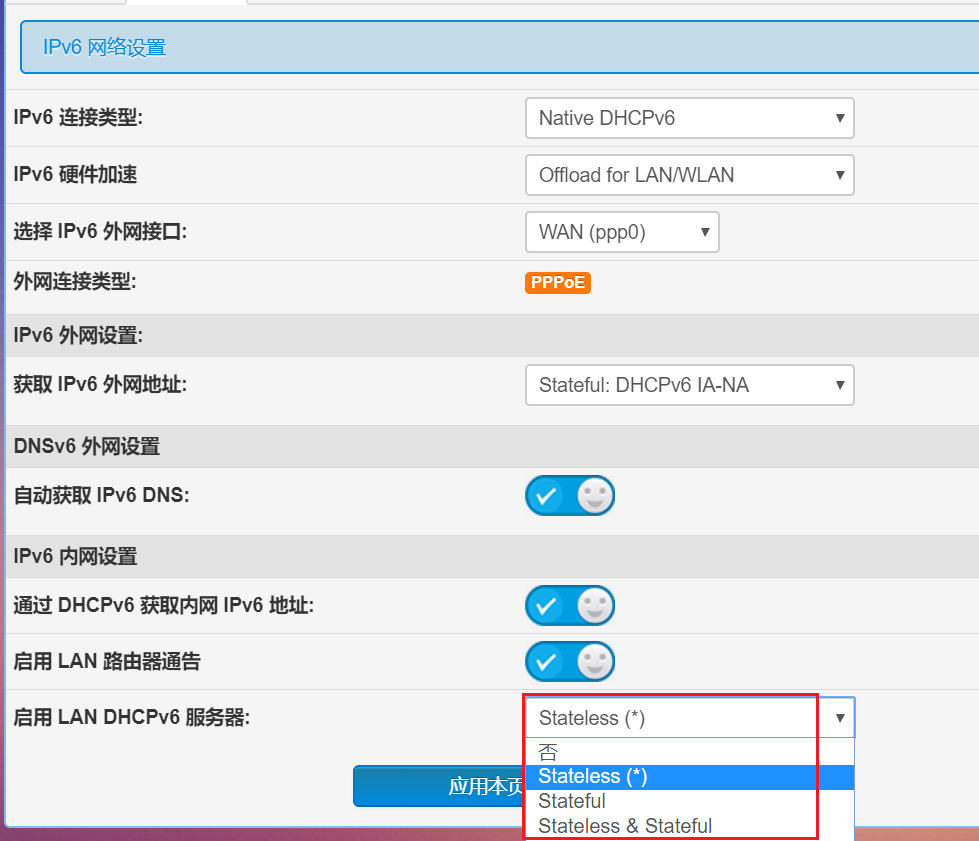 IPv6 网络设置
IPv6 连接类型: Native DHCPv6
IPv6 硬件加速 Offload for LAN/WLAN
选择 IPv6 外网接口: WAN (ppp0)
外网连接类型: PPPoE
IPv6 外网设置:
获取 IPv6 外网地址: Stateful: DHCPv6 IA-NA
DNSv6 外网设置
自动获取 IPv6 DNS:
IPv6 内网设置
通过 DHCPv6 获取内网 IPv6 地址:
启用 LAN 路由器通告
启用 LAN DHCPv6 服务器: Stateless (*)
否
Stateless (*)
应用本页
Stateful
Stateless & Stateful